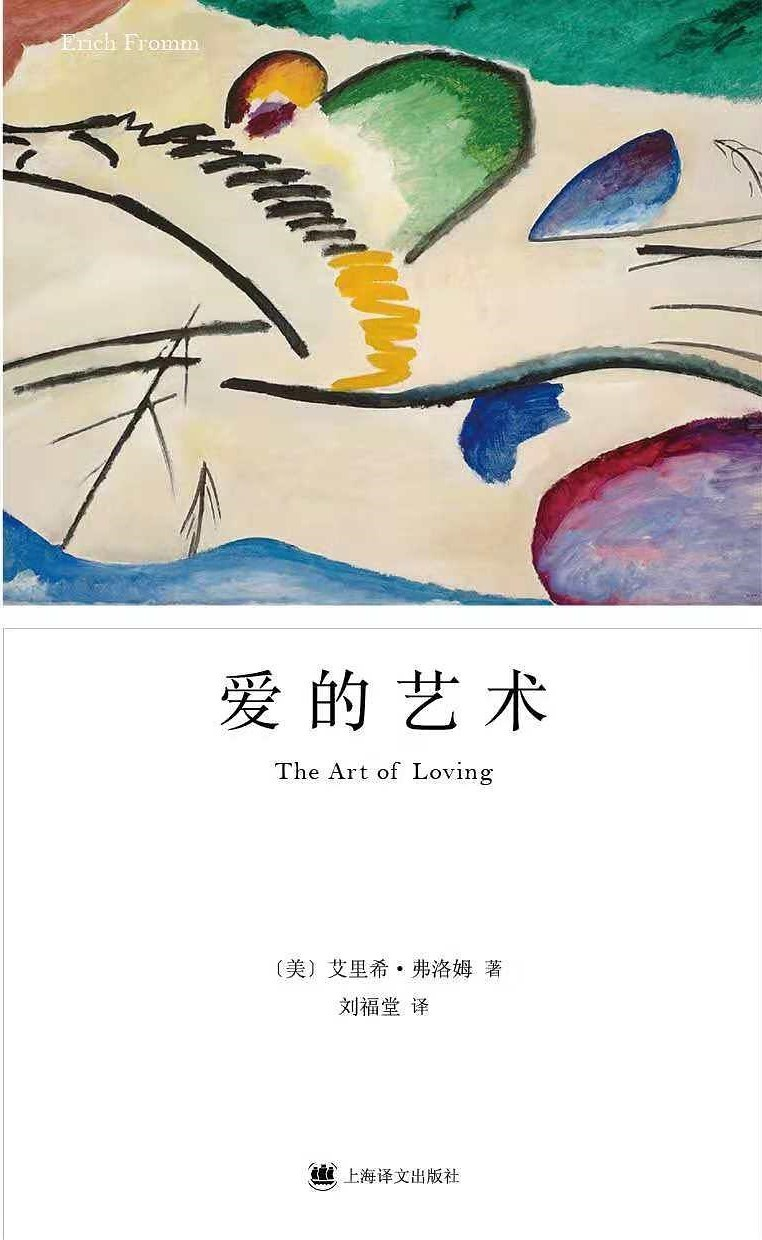 Erich Fromm
爱的艺术
The Art of Loving
〔美〕艾里希·弗洛姆 著
刘福堂 译
上海译文出版社